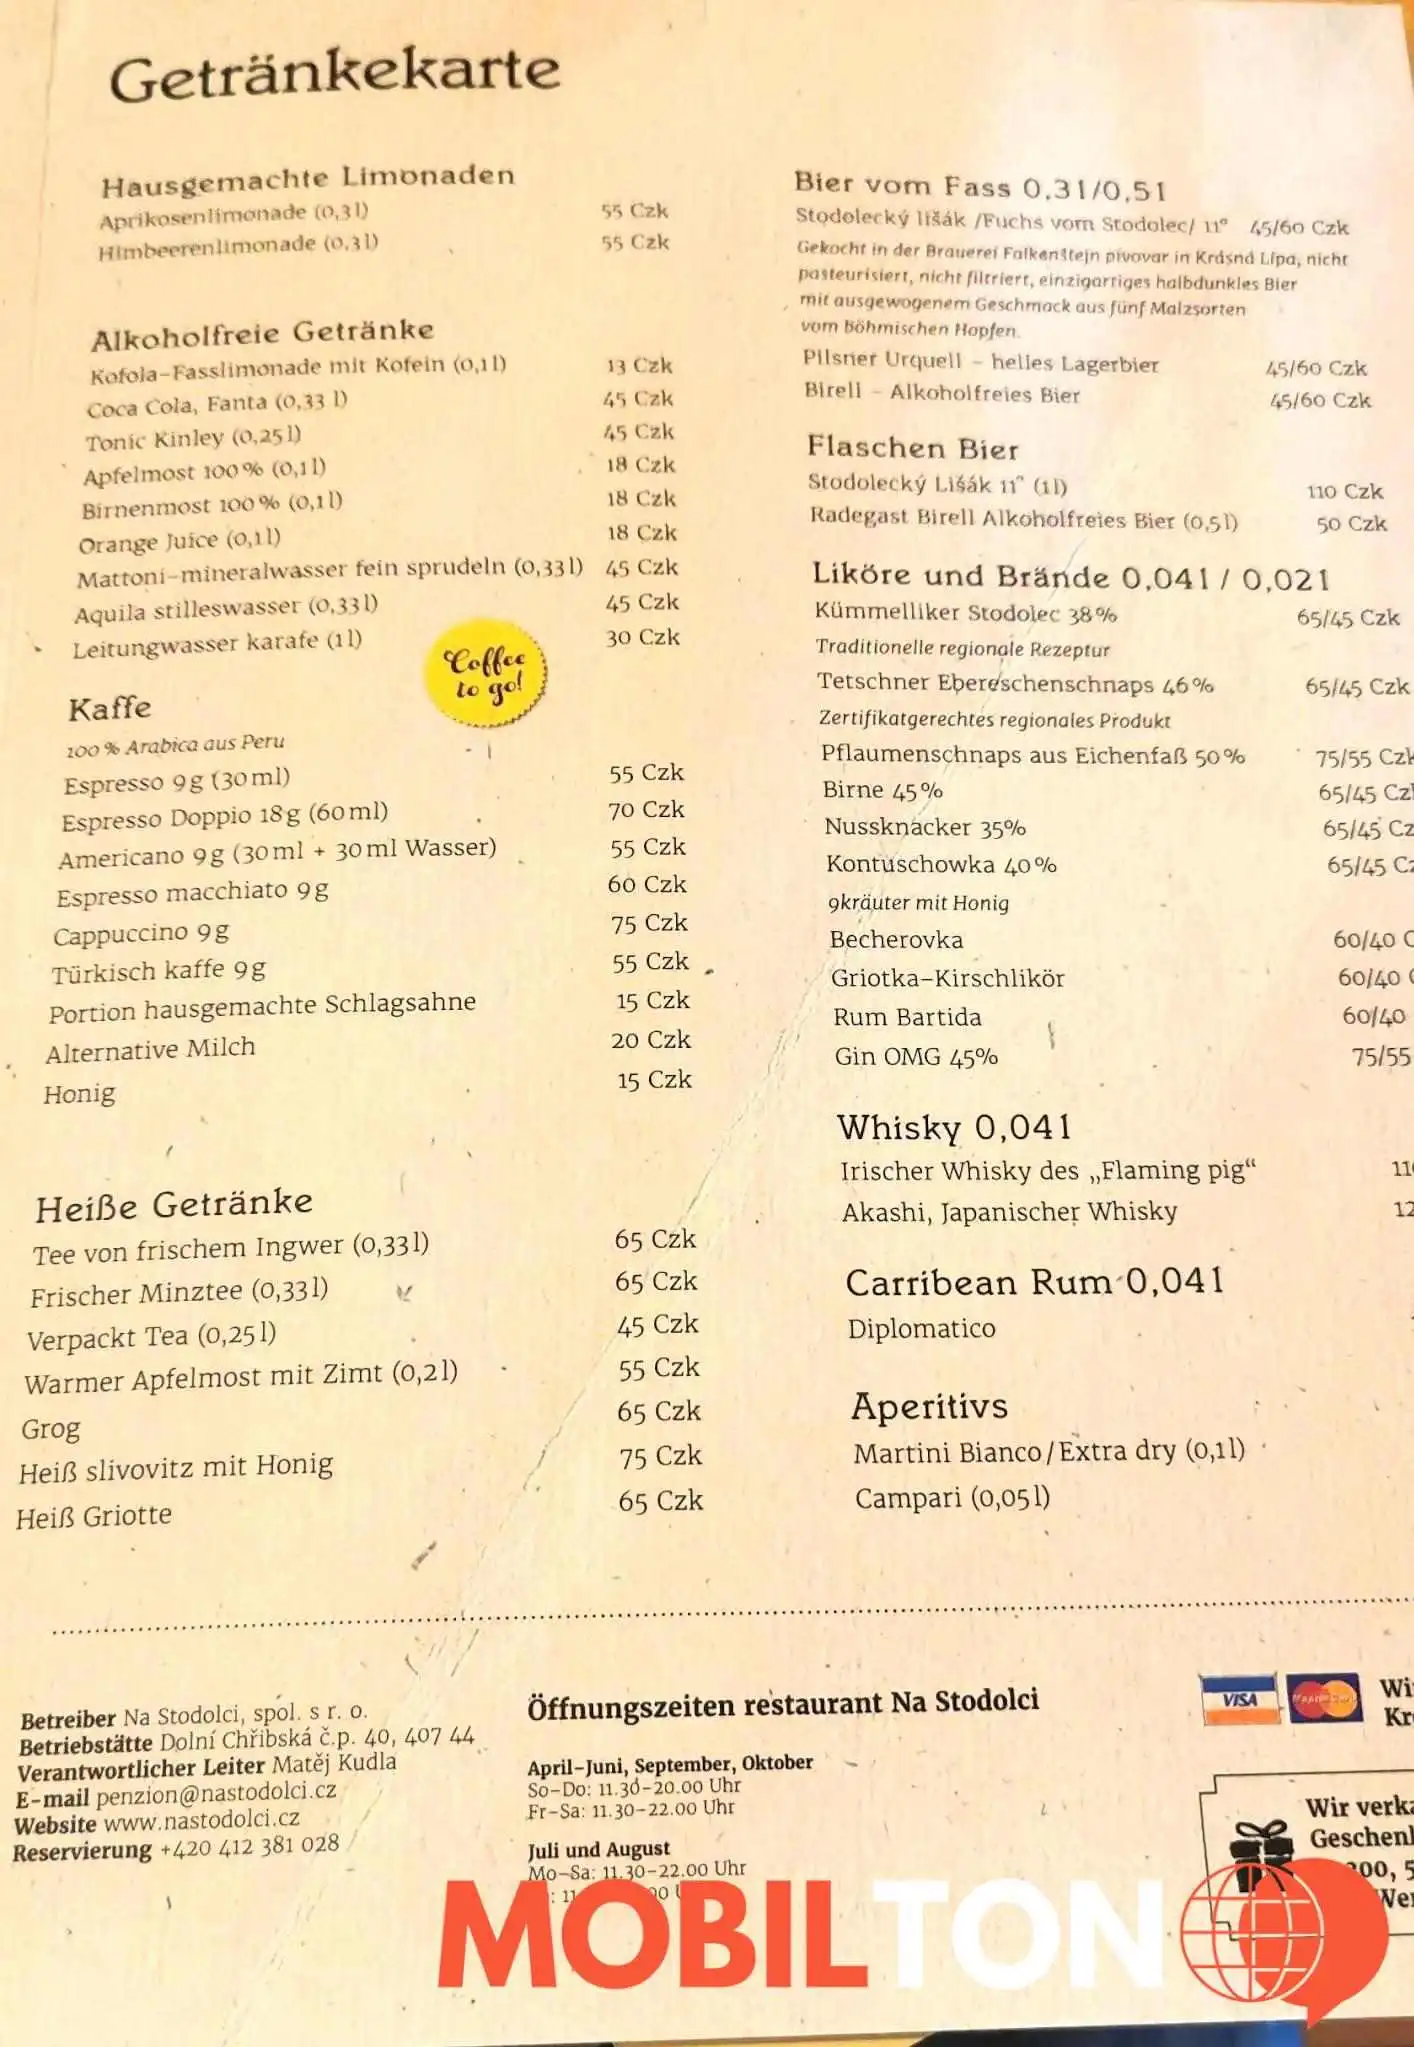 Getränkekarte
Hausgemachte Limonaden
Aprikosenlimonade (0,3l) 55 Czk
Himbeerenlimonade (0,3l) 55 Czk
Alkoholfreie Getränke
Kofola-Fasslimonade mit Kofein (0,1l) 13 Czk
Coca Cola, Fanta (0,33 l) 45 Czk
Tonic Kinley (0,25l) 45 Czk
Apfelmost 100% (0,1l) 18 Czk
Birnenmost 100% (0,1l) 18 Czk
Orange Juice (0,1l) 18 Czk
Mattoni-mineralwasser fein sprudeln (0,33l) 45 Czk
Aquila stilleswasser (0,33l) 45 Czk
Leitungwasser karafe (1l) 30 Czk
Coffee
to go!
Kaffe
100% Arabica aus Peru
Espresso 9g (30ml) 55 Czk
Espresso Doppio 18g (60ml) 70 Czk
Americano 9g (30ml + 30ml Wasser) 55 Czk
Espresso macchiato 9g 60 Czk
Cappuccino 9g 75 Czk
Türkisch kaffe 9g 55 Czk
Portion hausgemachte Schlagsahne 15 Czk
Alternative Milch 20 Czk
Honig 15 Czk
Heiße Getränke
Tee von frischem Ingwer (0,33l) 65 Czk
Frischer Minztee (0,33l) 65 Czk
Verpackt Tea (0,25l) 45 Czk
Warmer Apfelmost mit Zimt (0,2l) 55 Czk
Grog 65 Czk
Heiß slivovitz mit Honig 75 Czk
Heiß Griotte 65 Czk
Bier vom Fass 0,3l/0,5l
Stodolecký lišák /Fuchs vom Stodolec/ 11° 45/60 Czk
Gekocht in der Brauerei Falkenštejn pivovar in Krásná Lípa, nicht
pasteurisiert, nicht filtriert, einzigartiges halbdunkles Bier
mit ausgewogenem Geschmack aus fünf Malzsorten
vom böhmischen Hopfen.
Pilsner Urquell - helles Lagerbier 45/60 Czk
Birell - Alkoholfreies Bier 45/60 Czk
Flaschen Bier
Stodolecký Lišák 11° (1l) 110 Czk
Radegast Birell Alkoholfreies Bier (0,5l) 50 Czk
Liköre und Brände 0,04l / 0,02l
Kümmelliker Stodolec 38% 65/45 Czk
Traditionelle regionale Rezeptur
Tetschner Ebereschenschnaps 46% 65/45 Czk
Zertifikatgerechtes regionales Produkt
Pflaumenschnaps aus Eichenfaß 50% 75/55 Czk
Birne 45% 65/45 Cz
Nussknacker 35% 65/45 Cz
Kontuschowka 40% 65/45 Cz
9kräuter mit Honig
Becherovka 60/40 C
Griotka-Kirschlikör 60/40
Rum Bartida 60/40
Gin OMG 45% 75/55
Whisky 0,04l
Irischer Whisky des „Flaming pig“ 11
Akashi, Japanischer Whisky 12
Carribean Rum 0,04l
Diplomatico
Aperitivs
Martini Bianco/Extra dry (0,1l)
Campari (0,05l)
Betreiber Na Stodolci, spol. s r. o.
Betriebstätte Dolní Chřibská č.p. 40, 407 44
Verantwortlicher Leiter Matěj Kudla
E-mail penzion@nastodolci.cz
Website www.nastodolci.cz
Reservierung +420 412 381 028
Öffnungszeiten restaurant Na Stodolci
April-Juni, September, Oktober
So-Do: 11.30-20.00 Uhr
Fr-Sa: 11.30-22.00 Uhr
Juli und August
Mo-Sa: 11.30-22.00 Uhr
VISA
MasterCard
Wi
Kr
Wir verka
Geschenk
MOBILTON